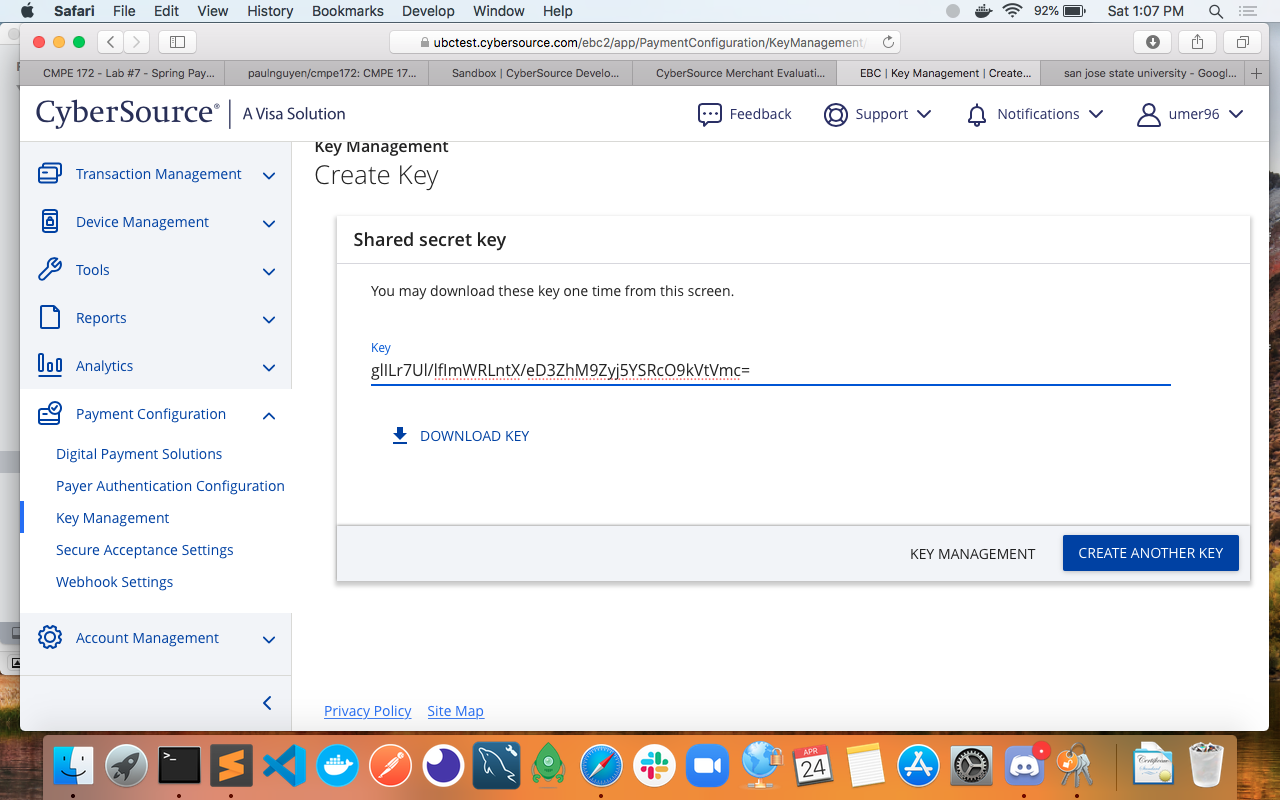 Safari File Edit View History Bookmarks Develop Window Help 92% Sat 1:07 PM
ubctest.cybersource.com/ebc2/app/PaymentConfiguration/KeyManagement/
CMPE 172 - Lab #7 - Spring Pay... paulnguyen/cmpe172: CMPE 17... Sandbox | CyberSource Develo... CyberSource Merchant Evaluati... EBC | Key Management | Create... san jose state university - Googl...
CyberSource® A Visa Solution Feedback Support Notifications umer96
Transaction Management
Device Management
Tools
Reports
Analytics
Payment Configuration
Digital Payment Solutions
Payer Authentication Configuration
Key Management
Secure Acceptance Settings
Webhook Settings
Account Management
Key Management
Create Key
Shared secret key
You may download these key one time from this screen.
Key
DOWNLOAD KEY
KEY MANAGEMENT CREATE ANOTHER KEY
Privacy Policy Site Map
APR
24